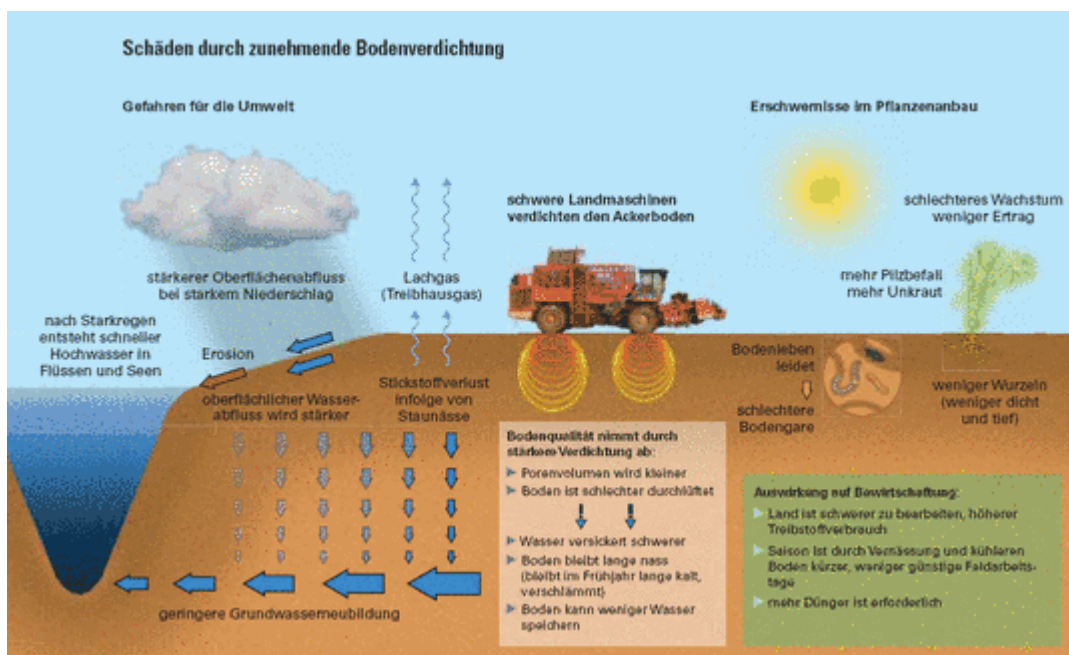 Schäden durch zunehmende Bodenverdichtung
Gefahren für die Umwelt
Erschwernisse im Pflanzenanbau
schwere Landmaschinen
verdichten den Ackerboden
schlechteres Wachstum
weniger Ertrag
stärkerer Oberflächenabfluss
bei starkem Niederschlag
Lachgas
(Treibhausgas)
mehr Pilzbefall
mehr Unkraut
nach Starkregen
entsteht schneller
Hochwasser in
Flüssen und Seen
Erosion
oberflächlicher Wasser-
abfluss wird stärker
Stickstoffverlust
infolge von
Staunässe
Bodenleben
leidet
schlechtere
Bodengare
weniger Wurzeln
(weniger dicht
und tief)
Bodenqualität nimmt durch
stärkere Verdichtung ab:
Porenvolumen wird kleiner
Boden ist schlechter durchlüftet
Wasser versickert schwerer
Boden bleibt lange nass
(bleibt im Frühjahr lange kalt,
verschlämmt)
Boden kann weniger Wasser
speichern
Auswirkung auf Bewirtschaftung:
Land ist schwerer zu bearbeiten, höherer
Treibstoffverbrauch
Saison ist durch Vernässung und kühleren
Boden kürzer, weniger günstige Feldarbeits-
tage
mehr Dünger ist erforderlich
geringere Grundwasserneubildung